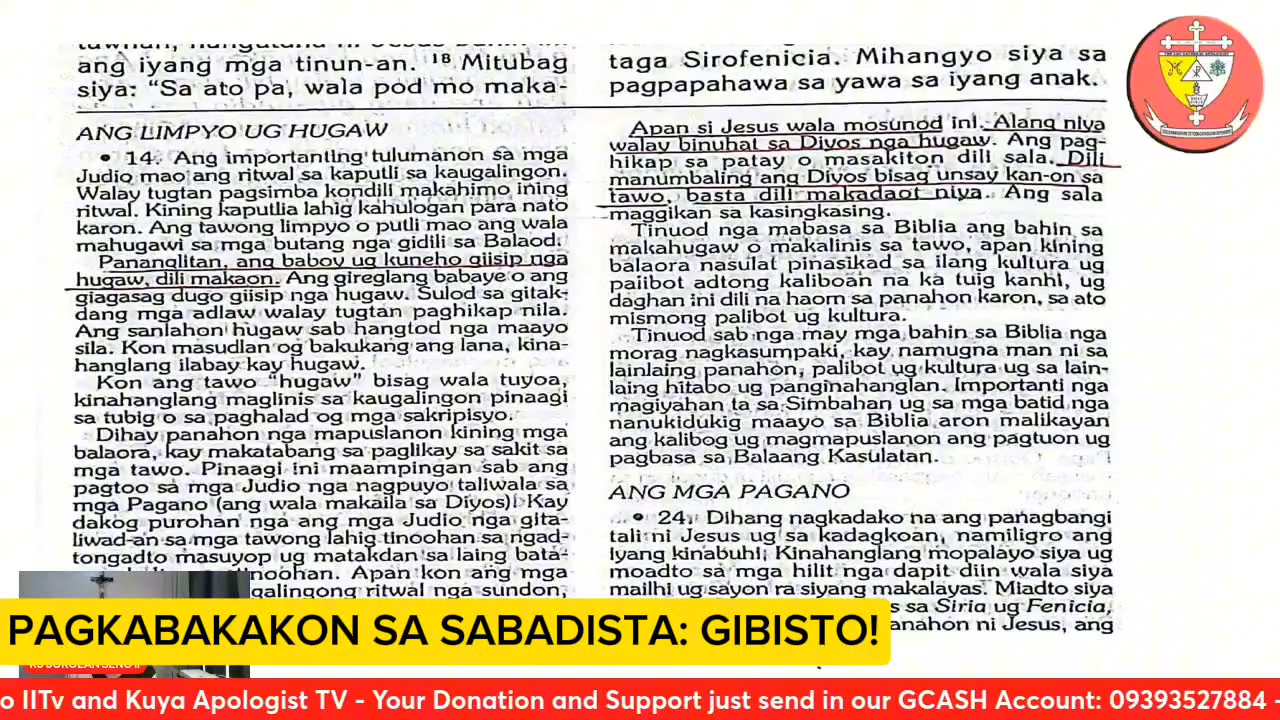 ang iyang mga tinun-an. 18 Mitubag
siya: "Sa ato pa, wala pod mo maka-
ANG LIMPYO UG HUGAW
• 14. Ang importanting tulumanon sa mga
Judio mao ang ritwal sa kaputli sa kaugalingon.
Walay tugtan pagsimba kondili makahimo ining
ritwal. Kining kaputlia lahig kahulogan para nato
karon. Ang tawong limpyo o putli mao ang wala
mahugawi sa mga butang nga gidili sa Balaod.
Pananglitan, ang baboy ug kuneho giisip nga
hugaw, dili makaon. Ang gireglang babaye o ang
giagasag dugo giisip nga hugaw. Sulod sa gitak-
dang mga adlaw walay tugtan paghikap nila.
Ang sanlahon hugaw sab hangtod nga maayo
sila. Kon masudlan og bakukang ang lana, kina-
hanglang ilabay kay hugaw.
Kon ang tawo "hugaw" bisag wala tuyoa,
kinahanglang maglinis sa kaugalingon pinaagi
sa tubig o sa paghalad og mga sakripisyo.
Dihay panahon nga mapuslanon kining mga
balaora, kay makatabang sa paglikay sa sakit sa
mga tawo. Pinaagi ini maampingan sab ang
pagtoo sa mga Judio nga nagpuyo taliwala sa
mga Pagano (ang wala makaila sa Diyos). Kay
dakog purohan nga ang mga Judio nga gita-
liwad-an sa mga tawong lahig tinoohan sa ngad-
tongadto masuyop ug matakdan sa laing bata-
tinoohan. Apan kon ang mga
galingong ritwal nga sundon,
taga Sirofenicia. Mihangyo siya sa
pagpapahawa sa yawa sa iyang anak.
Apan si Jesus wala mosunod ini. Alang niya
walay binuhat sa Diyos nga hugaw. Ang pag-
hikap sa patay o masakiton dili sala. Dili
manumbaling ang Diyos bisag unsay kan-on sa
tawo, basta dili makadaot niya. Ang sala
maggikan sa kasingkasing.
Tinuod nga mabasa sa Biblia ang bahin sa
makahugaw o makalinis sa tawo, apan kining
balaora nasulat pinasikad sa ilang kultura ug
palibot adtong kaliboan na ka tuig kanhi, ug
daghan ini dili na haom sa panahon karon, sa ato
mismong palibot ug kultura.
Tinuod sab nga may mga bahin sa Biblia nga
morag nagkasumpaki, kay namugna man ni sa
lainlaing panahon, palibot ug kultura ug sa lain-
laing hitabo ug panginahanglan. Importanti nga
magiyahan ta sa Simbahan ug sa mga batid nga
nanukidukig maayo sa Biblia aron malikayan
ang kalibog ug magmapuslanon ang pagtuon ug
pagbasa sa Balaang Kasulatan.
ANG MGA PAGANO
• 24. Dihang nagkadako na ang panagbangi
tali ni Jesus ug sa kadagkoan, namiligro ang
iyang kinabuhi; Kinahanglang mopalayo siya ug
moadto sa mga hilit nga dapit diin wala siya
mailhi ug sayon ra siyang makalayas. Miadto siya
s sa Siria ug Fenicia,
anahon ni Jesus, ang
PAGKABAKAKON SA SABADISTA: GIBISTO!
o IITv and Kuya Apologist TV - Your Donation and Support just send in our GCASH Account: 09393527884 -